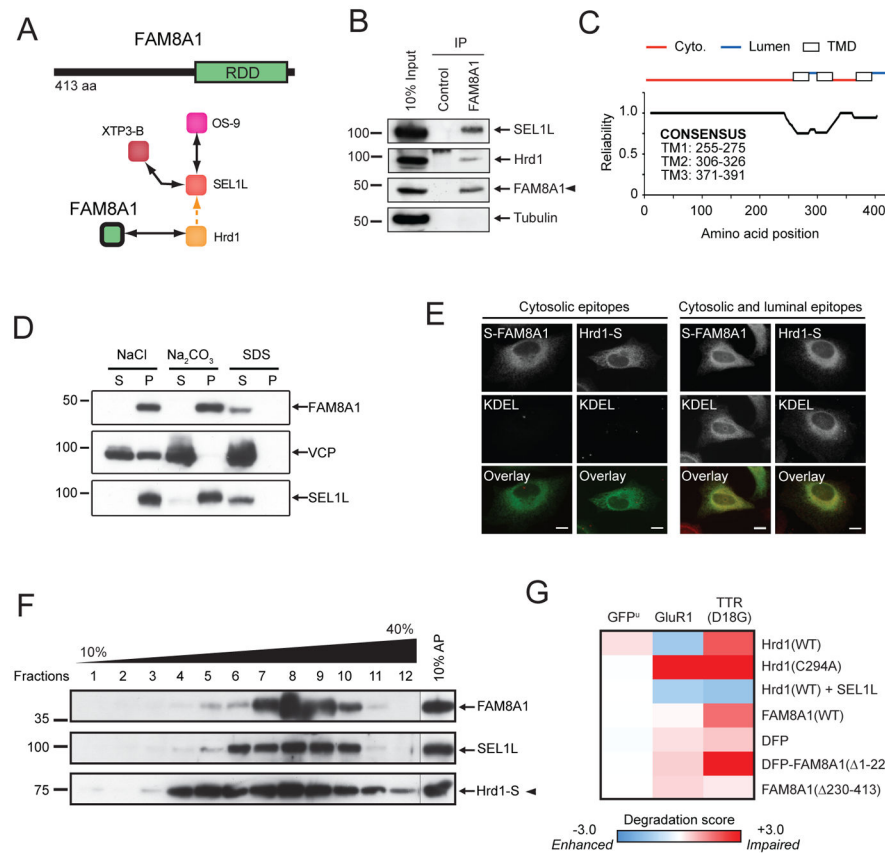 A
FAM8A1
RDD
413 aa
XTP3-B
OS-9
SEL1L
FAM8A1
Hrd1
B
IP
10% Input
Control
FAM8A1
100
SEL1L
100
Hrd1
50
FAM8A1
50
Tubulin
C
Cyto. Lumen TMD
Reliability
1.0
0.5
0
CONSENSUS
TM1: 255-275
TM2: 306-326
TM3: 371-391
0 100 200 300 400
Amino acid position
D
NaCl Na2CO3 SDS
S P S P S P
50
FAM8A1
100
VCP
100
SEL1L
E
Cytosolic epitopes Cytosolic and luminal epitopes
S-FAM8A1 Hrd1-S S-FAM8A1 Hrd1-S
KDEL KDEL KDEL KDEL
Overlay Overlay Overlay Overlay
F
10% 40%
10% AP
Fractions 1 2 3 4 5 6 7 8 9 10 11 12
FAM8A1
35
100
SEL1L
75
Hrd1-S
G
GFPᵘ GluR1 TTR
(D18G)
Hrd1(WT)
Hrd1(C294A)
Hrd1(WT) + SEL1L
FAM8A1(WT)
DFP
DFP-FAM8A1(Δ1-22
FAM8A1(Δ230-413)
Degradation score
-3.0 +3.0
Enhanced Impaired